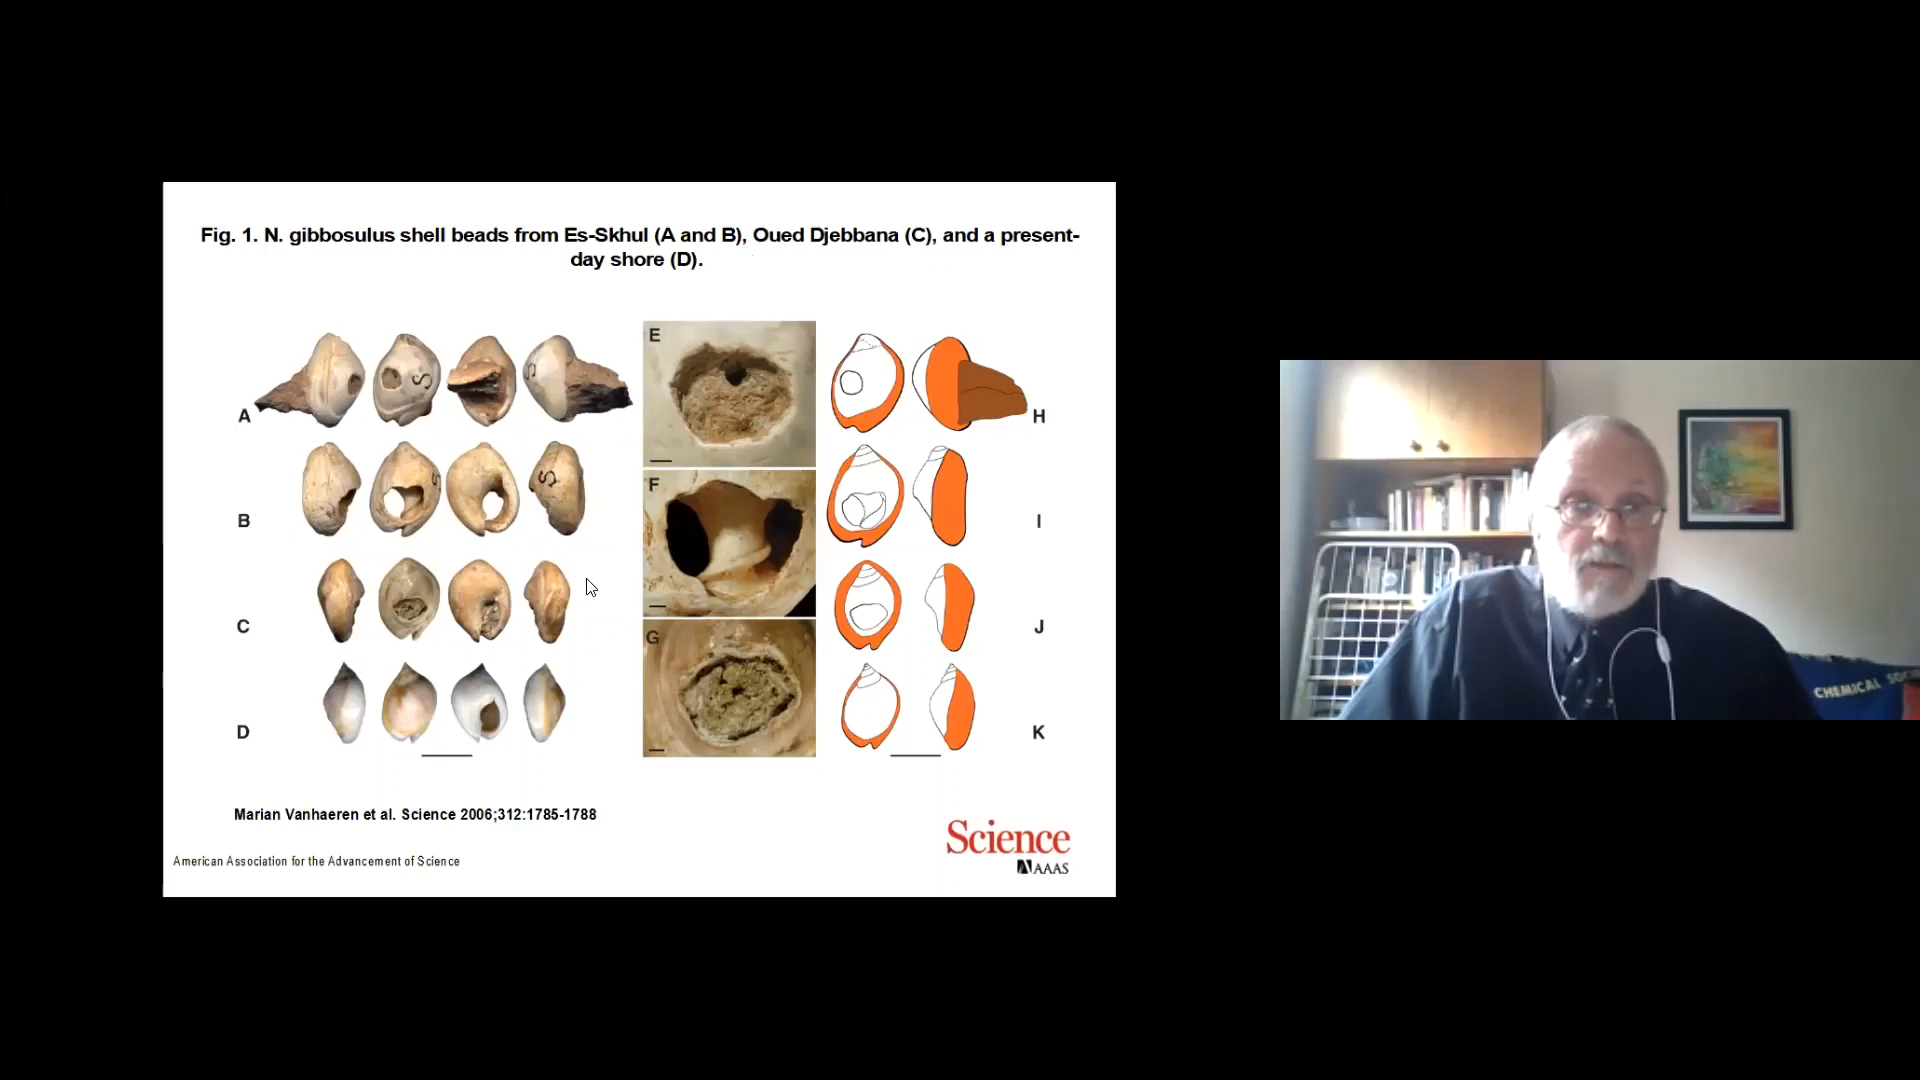 Fig. 1. N. gibbosulus shell beads from Es-Skhul (A and B), Oued Djebbana (C), and a present-
day shore (D).
A
B
C
D
S
S
S
S
E
F
G
H
I
J
K
Marian Vanhaeren et al. Science 2006;312:1785-1788
American Association for the Advancement of Science
Science
AAAS
CHEMICAL